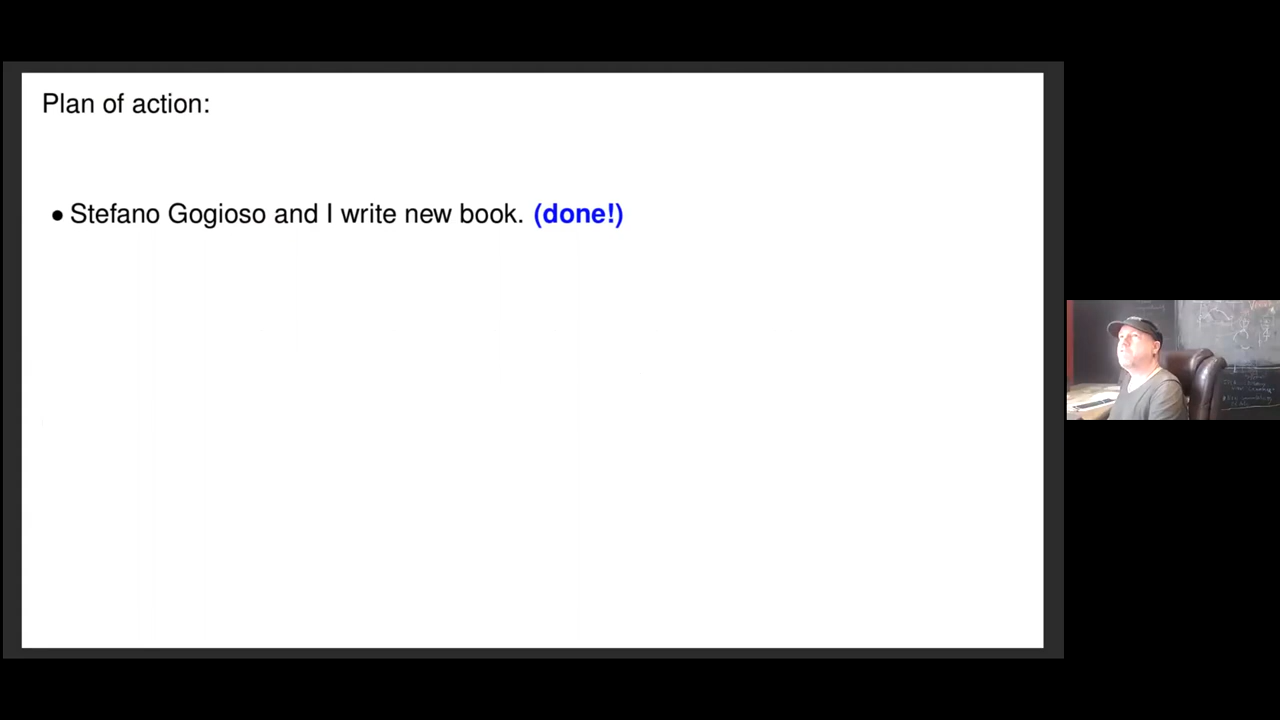 Plan of action:
• Stefano Gogioso and I write new book. (done!)